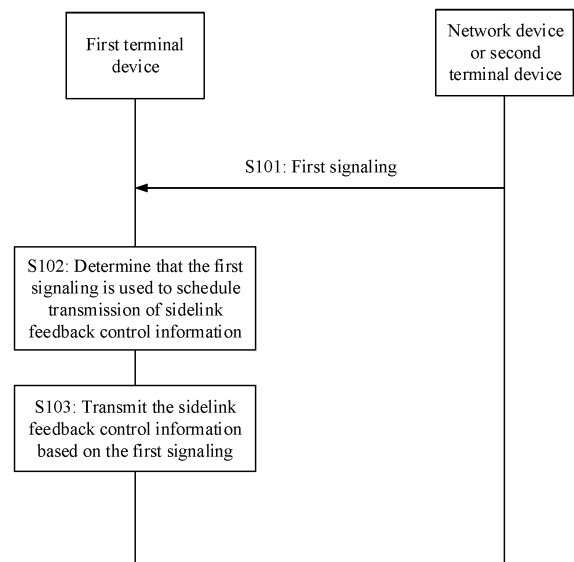 First terminal
device
Network device
or second
terminal device
S101: First signaling
S102: Determine that the first
signaling is used to schedule
transmission of sidelink
feedback control information
S103: Transmit the sidelink
feedback control information
based on the first signaling